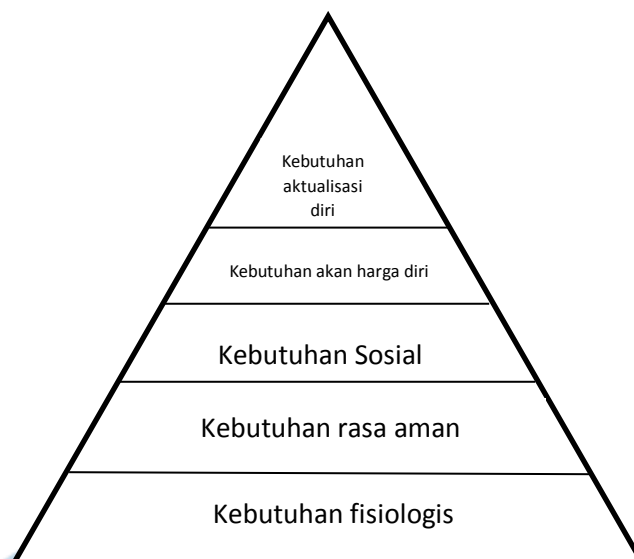 Kebutuhan
aktualisasi
diri
Kebutuhan akan harga diri
Kebutuhan Sosial
Kebutuhan rasa aman
Kebutuhan fisiologis